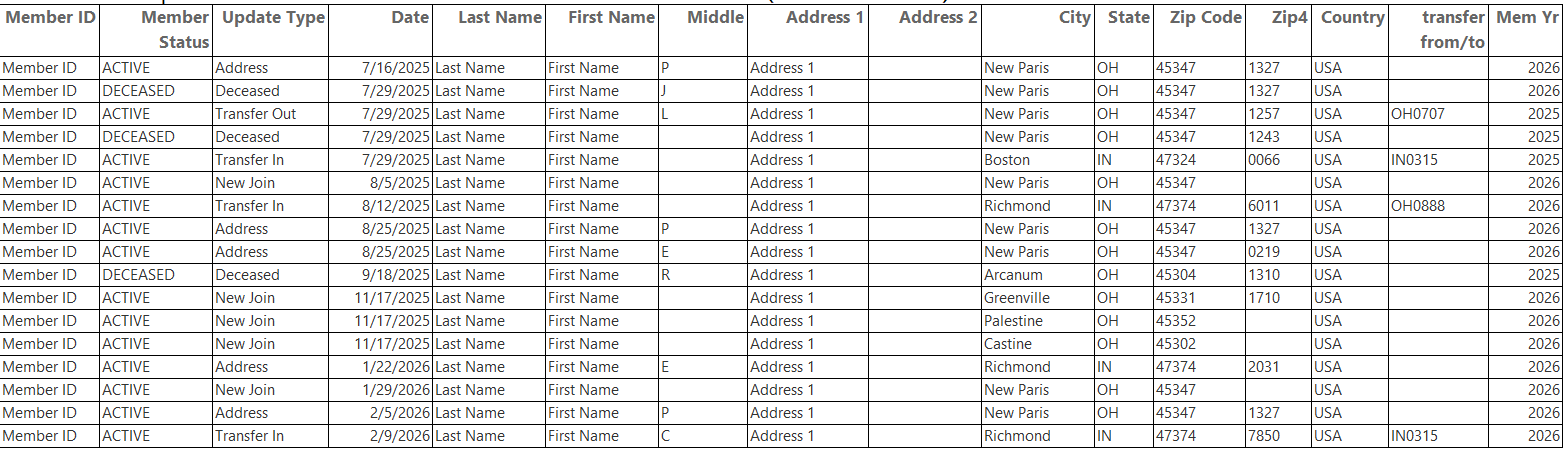 Member ID Member Status Update Type Date Last Name First Name Middle Address 1 Address 2 City State Zip Code Zip4 Country transfer from/to Mem Yr
Member ID ACTIVE Address 7/16/2025 Last Name First Name P Address 1 New Paris OH 45347 1327 USA 2026
Member ID DECEASED Deceased 7/29/2025 Last Name First Name J Address 1 New Paris OH 45347 1327 USA 2026
Member ID ACTIVE Transfer Out 7/29/2025 Last Name First Name L Address 1 New Paris OH 45347 1257 USA OH0707 2025
Member ID DECEASED Deceased 7/29/2025 Last Name First Name Address 1 New Paris OH 45347 1243 USA 2025
Member ID ACTIVE Transfer In 7/29/2025 Last Name First Name Address 1 Boston IN 47324 0066 USA IN0315 2025
Member ID ACTIVE New Join 8/5/2025 Last Name First Name Address 1 New Paris OH 45347 USA 2026
Member ID ACTIVE Transfer In 8/12/2025 Last Name First Name Address 1 Richmond IN 47374 6011 USA OH0888 2026
Member ID ACTIVE Address 8/25/2025 Last Name First Name P Address 1 New Paris OH 45347 1327 USA 2026
Member ID ACTIVE Address 8/25/2025 Last Name First Name E Address 1 New Paris OH 45347 0219 USA 2026
Member ID DECEASED Deceased 9/18/2025 Last Name First Name R Address 1 Arcanum OH 45304 1310 USA 2025
Member ID ACTIVE New Join 11/17/2025 Last Name First Name Address 1 Greenville OH 45331 1710 USA 2026
Member ID ACTIVE New Join 11/17/2025 Last Name First Name Address 1 Palestine OH 45352 USA 2026
Member ID ACTIVE New Join 11/17/2025 Last Name First Name Address 1 Castine OH 45302 USA 2026
Member ID ACTIVE Address 1/22/2026 Last Name First Name E Address 1 Richmond IN 47374 2031 USA 2026
Member ID ACTIVE New Join 1/29/2026 Last Name First Name Address 1 New Paris OH 45347 USA 2026
Member ID ACTIVE Address 2/5/2026 Last Name First Name P Address 1 New Paris OH 45347 1327 USA 2026
Member ID ACTIVE Transfer In 2/9/2026 Last Name First Name C Address 1 Richmond IN 47374 7850 USA IN0315 2026